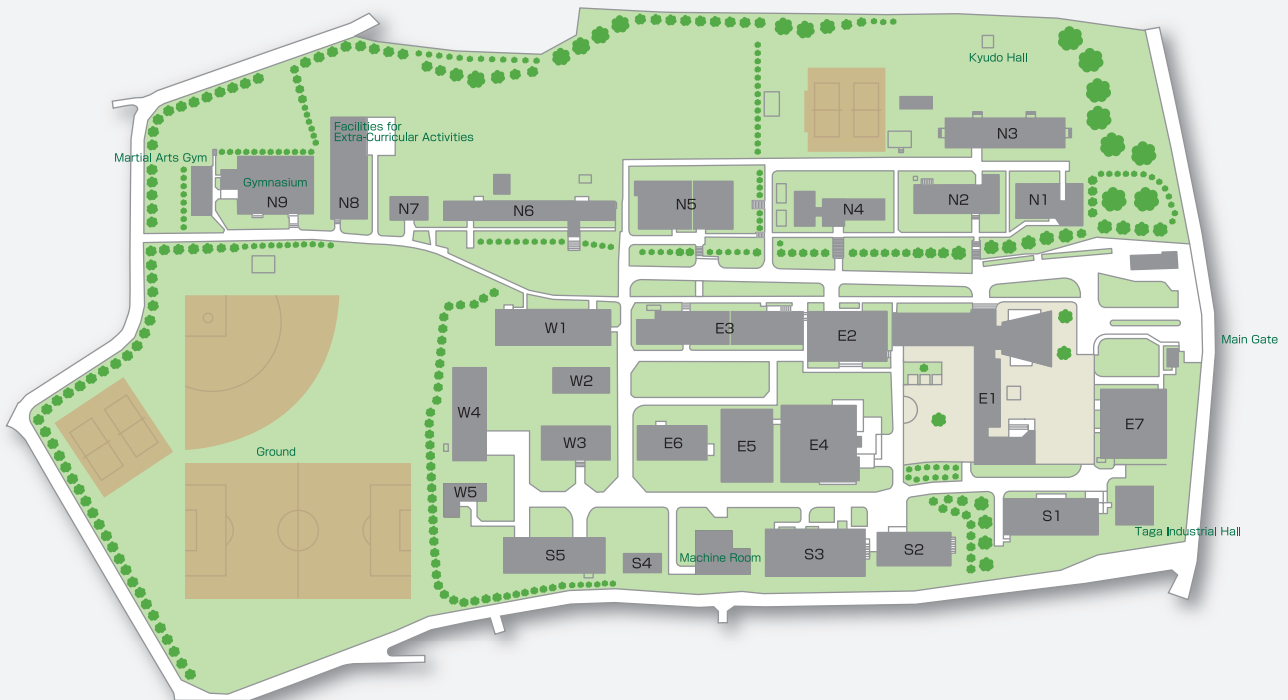 Kyudo Hall
Facilities for
Extra-Curricular Activities
N3
Martial Arts Gym
Gymnasium
N9
N8
N7
N6
N5
N4
N2
N1
W1
E3
E2
Main Gate
W2
W4
E1
W3
E6
E5
E4
E7
Ground
W5
S1
Taga Industrial Hall
S5
S4
Machine Room
S3
S2